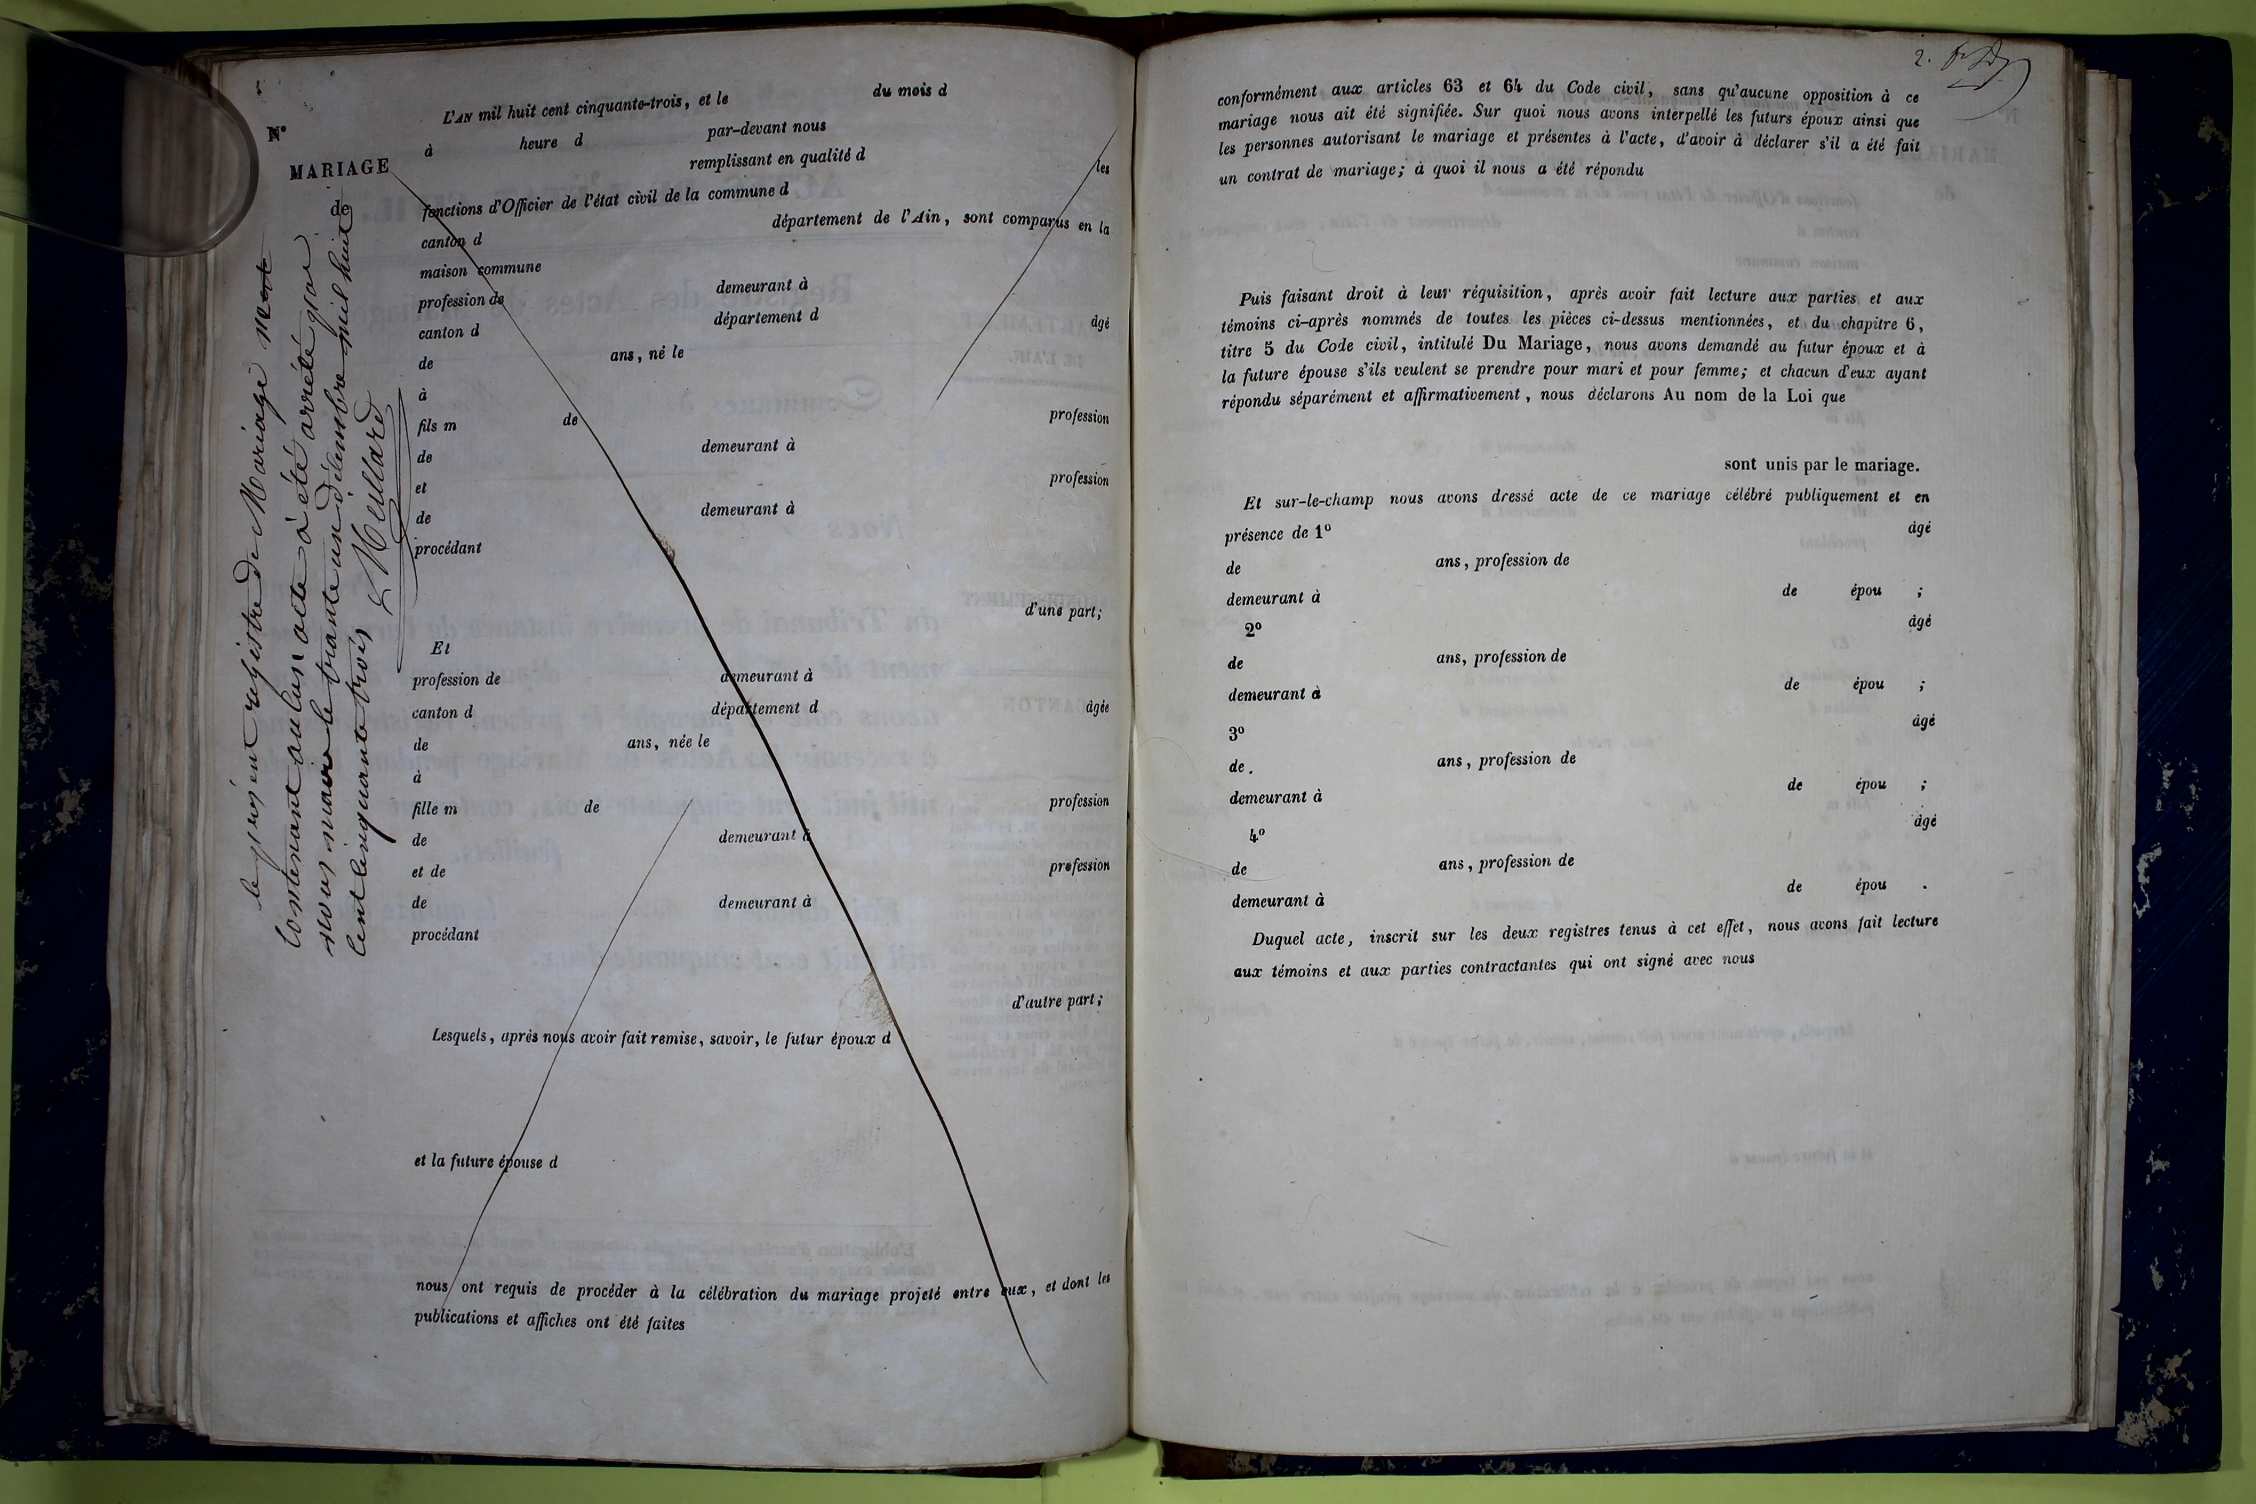 N°
MARIAGE
de
le présent registre de Mariage
contenant aucun acte a été arrêté par
nous maire le trante un décembre mil huit
cent cinquante trois
L'AN mil huit cent cinquante-trois, et le du mois d
à heure d par-devant nous
remplissant en qualité d les
fonctions d'Officier de l'état civil de la commune d
canton d département de l'Ain, sont comparus en la
maison commune
profession de demeurant à
canton d département d âgé
de ans, né le
à
fils m de profession
de demeurant à
et profession
de demeurant à
procédant
d'une part;
Et
profession de demeurant à
canton d département d âgée
de ans, née le
à
fille m de profession
de demeurant à
et de profession
de demeurant à
procédant
d'autre part;
Lesquels, après nous avoir fait remise, savoir, le futur époux d
et la future épouse d
nous ont requis de procéder à la célébration du mariage projeté entre eux, et dont les
publications et affiches ont été faites
2.
conformément aux articles 63 et 64 du Code civil, sans qu'aucune opposition à ce
mariage nous ait été signifiée. Sur quoi nous avons interpellé les futurs époux ainsi que
les personnes autorisant le mariage et présentes à l'acte, d'avoir à déclarer s'il a été fait
un contrat de mariage; à quoi il nous a été répondu
Puis faisant droit à leur réquisition, après avoir fait lecture aux parties et aux
témoins ci-après nommés de toutes les pièces ci-dessus mentionnées, et du chapitre 6,
titre 5 du Code civil, intitulé Du Mariage, nous avons demandé au futur époux et à
la future épouse s'ils veulent se prendre pour mari et pour femme; et chacun d'eux ayant
répondu séparément et affirmativement, nous déclarons Au nom de la Loi que
sont unis par le mariage.
Et sur-le-champ nous avons dressé acte de ce mariage célébré publiquement et en
présence de 1° âgé
de ans, profession de
demeurant à de épou ;
2° âgé
de ans, profession de
demeurant à de épou ;
3° âgé
de. ans, profession de
demeurant à de épou ;
4° âgé
de ans, profession de
demeurant à de épou .
Duquel acte, inscrit sur les deux registres tenus à cet effet, nous avons fait lecture
aux témoins et aux parties contractantes qui ont signé avec nous